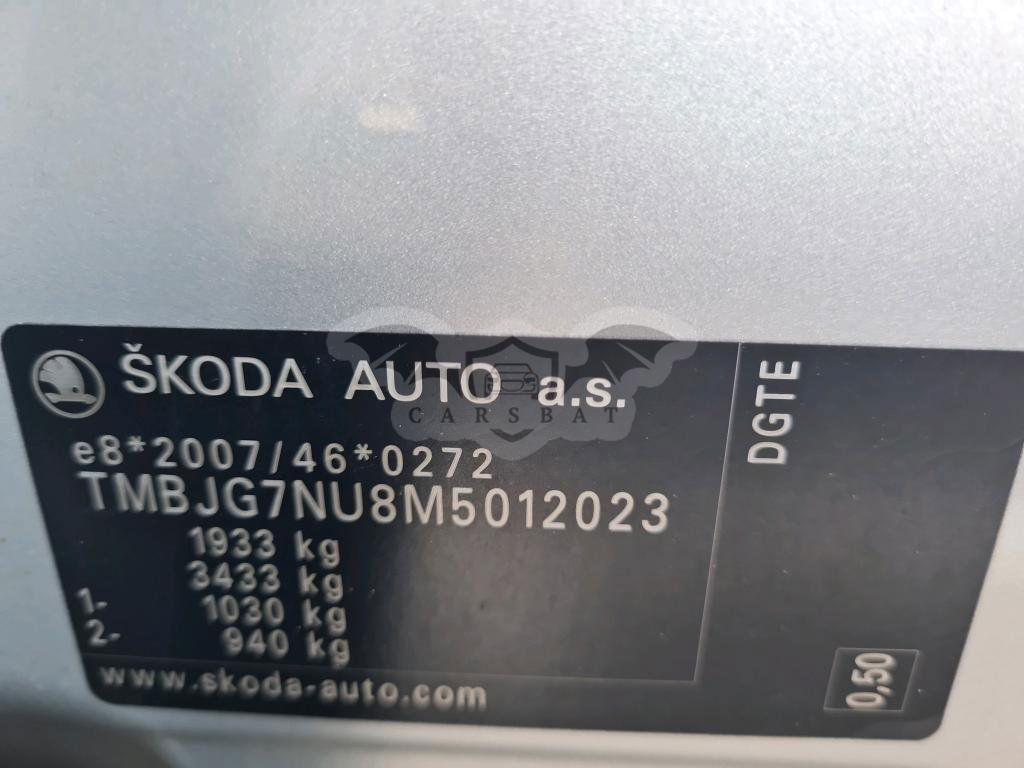 ŠKODA AUTO a.s.
e8*2007/46*0272
TMBJG7NU8M5012023
1933 kg
3433 kg
1- 1030 kg
2- 940 kg
www.skoda-auto.com
DGTE
0,50
CARSBAT